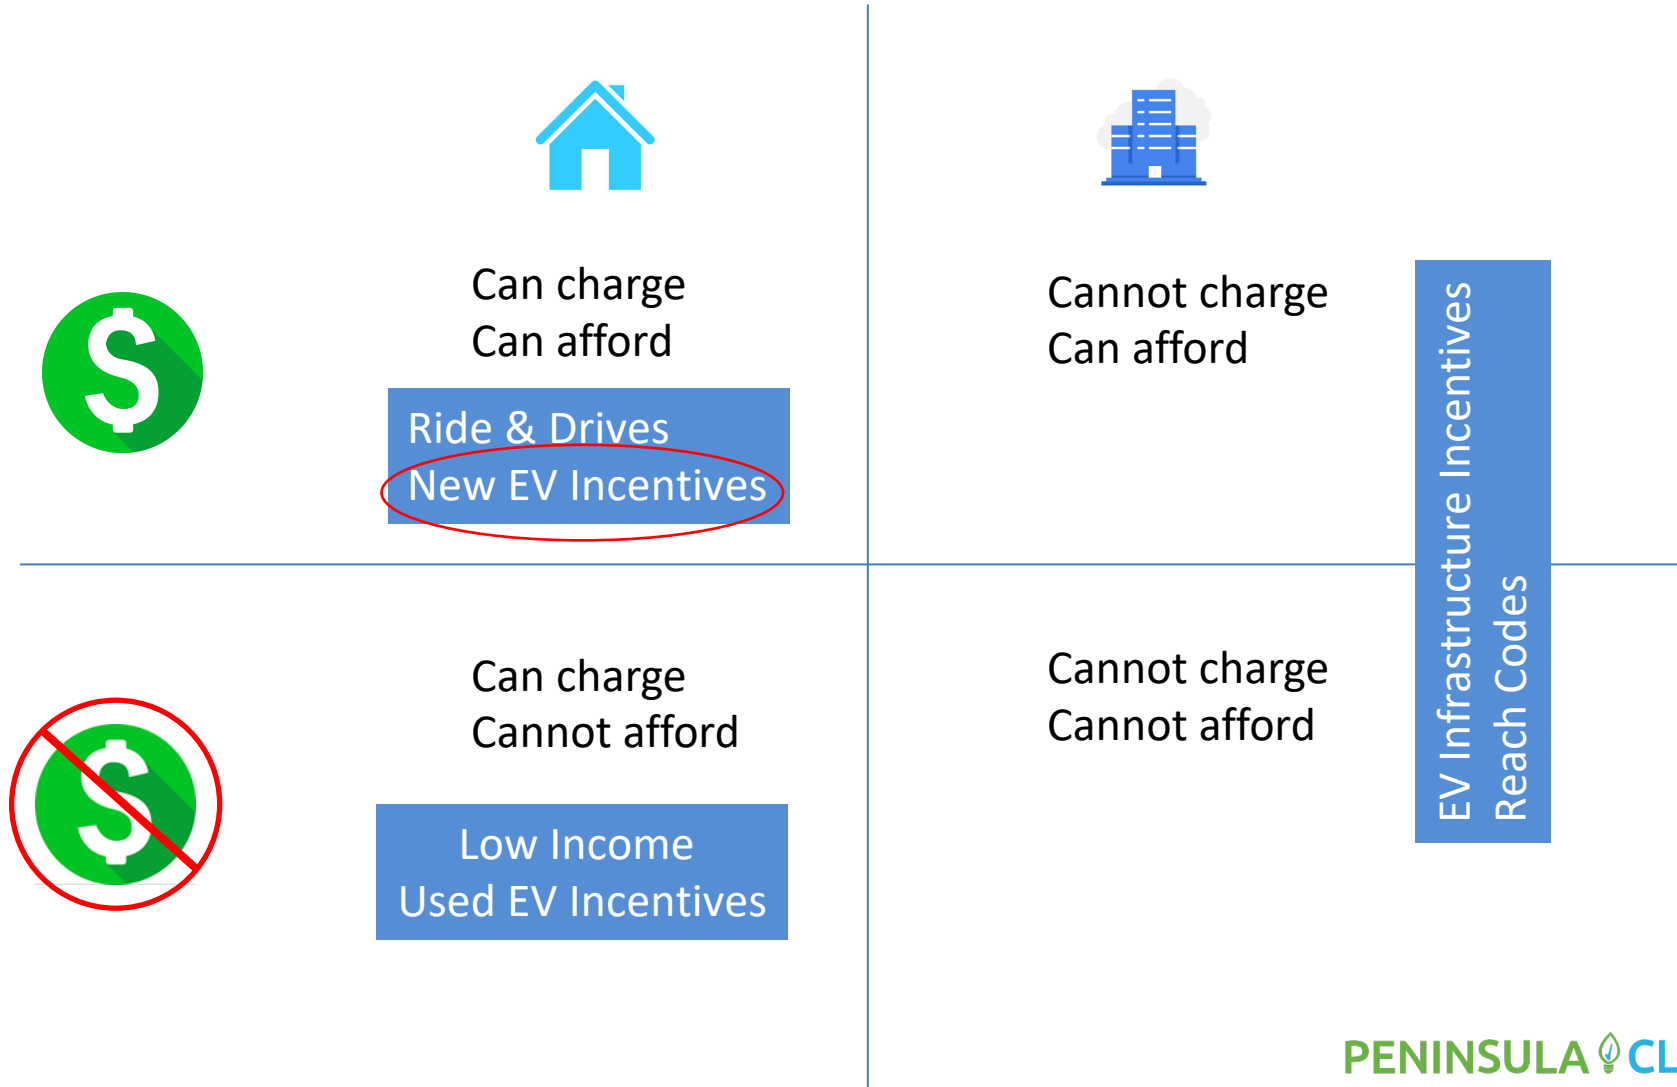 Can charge
Can afford
Ride & Drives
New EV Incentives
Cannot charge
Can afford
EV Infrastructure Incentives
Reach Codes
Can charge
Cannot afford
Low Income
Used EV Incentives
Cannot charge
Cannot afford
PENINSULA CL